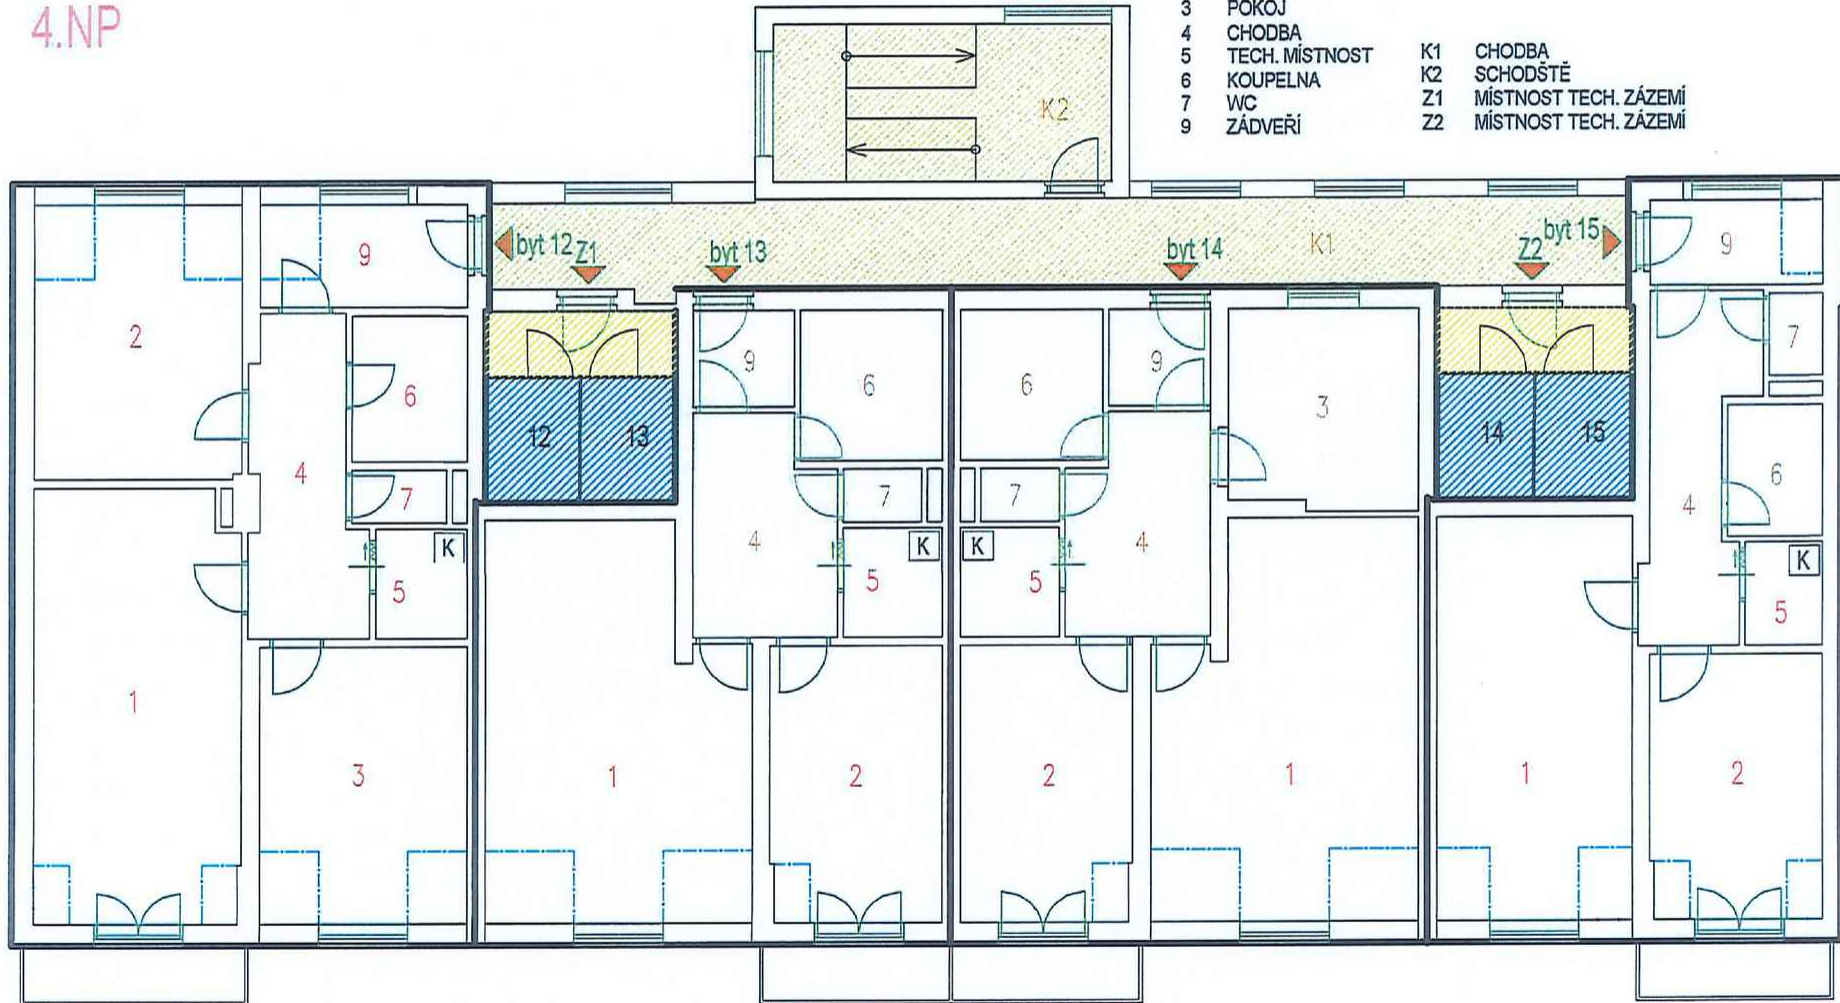 4.NP
3 POKOJ
4 CHODBA
5 TECH. MÍSTNOST K1 CHODBA
6 KOUPELNA K2 SCHODŠTĚ
7 WC Z1 MÍSTNOST TECH. ZÁZEMÍ
9 ZÁDVEŘÍ Z2 MÍSTNOST TECH. ZÁZEMÍ
K2
byt 12 Z1 byt 13 byt 14 K1 Z2 byt 15
9 9
2 6 9 6 6 9 3 7
12 13 14 15
4 7 7 7 4 6
K 4 K K 4 K
5 5 5 5
1 3 1 2 2 1 1 2